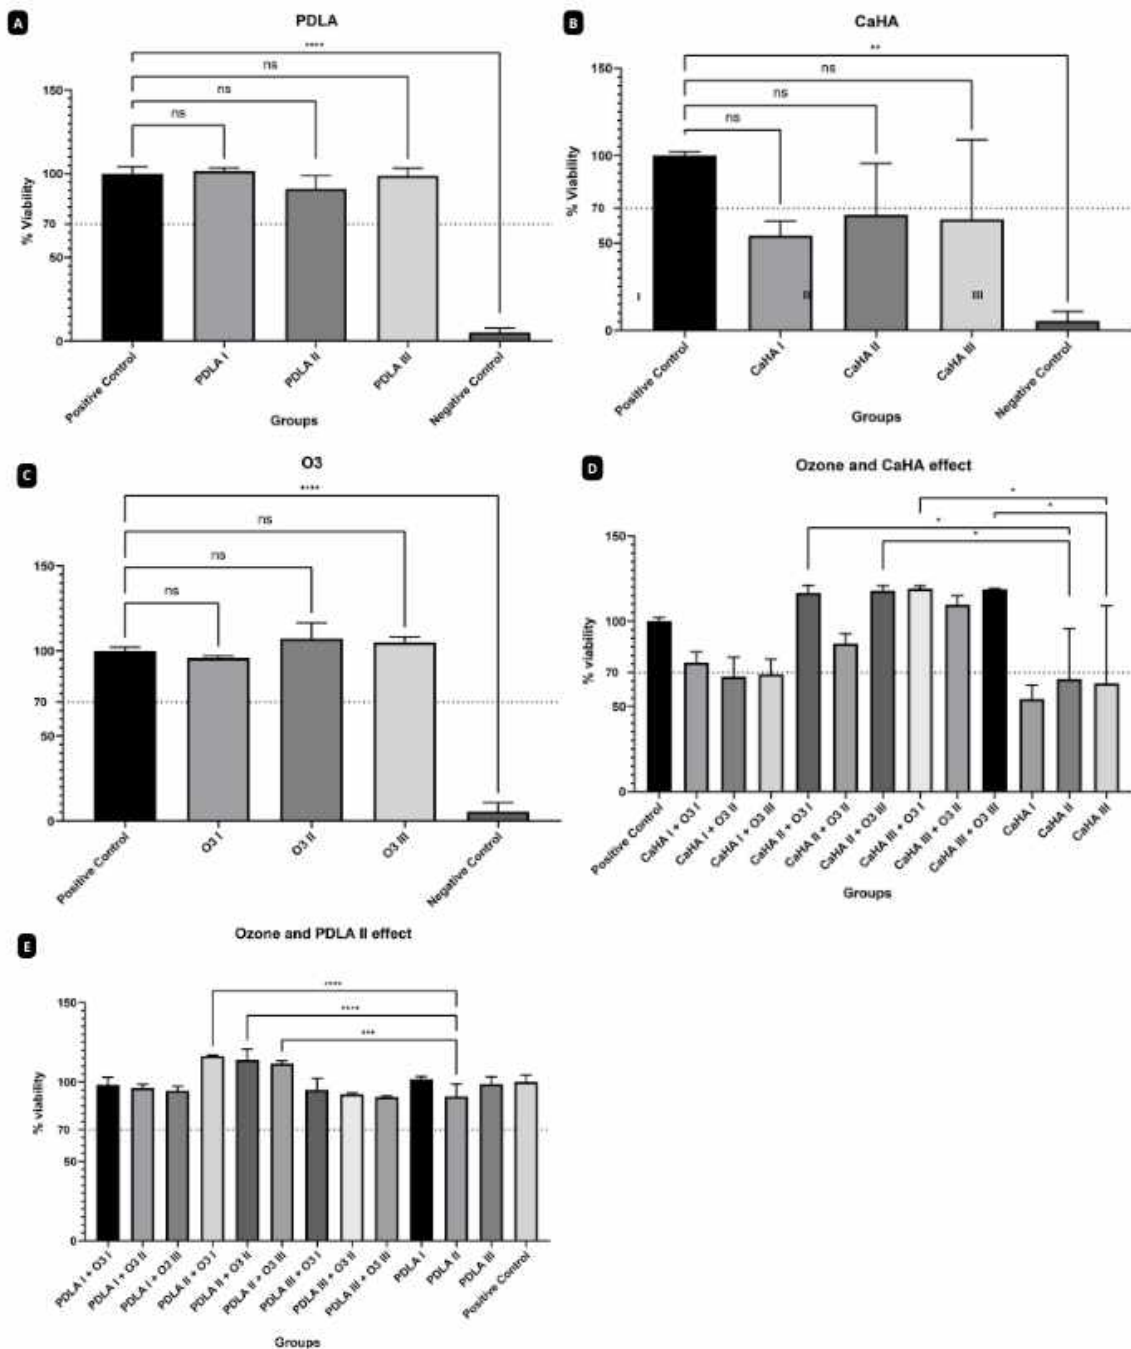 A
PDLA
****
ns
ns
ns
150
100
70
50
0
% Viability
Positive Control
PDLA I
PDLA II
PDLA III
Negative Control
Groups
B
CaHA
**
ns
ns
ns
150
100
70
50
0
% Viability
I
II
III
Positive Control
CaHA I
CaHA II
CaHA III
Negative Control
Groups
C
O3
****
ns
ns
ns
150
100
70
50
0
% Viability
Positive Control
O3 I
O3 II
O3 III
Negative Control
D
Ozone and CaHA effect
*
*
*
*
150
100
70
50
0
% viability
Positive Control
CaHA I + O3 I
CaHA I + O3 II
CaHA I + O3 III
CaHA II + O3 I
CaHA II + O3 II
CaHA II + O3 III
CaHA III + O3 I
CaHA III + O3 II
CaHA III + O3 III
CaHA I
CaHA II
CaHA III
Groups
E
Ozone and PDLA II effect
****
****
***
150
100
70
50
0
% viability
PDLA I + O3 I
PDLA I + O3 II
PDLA I + O3 III
PDLA II + O3 I
PDLA II + O3 II
PDLA II + O3 III
PDLA III + O3 I
PDLA III + O3 II
PDLA III + O3 III
PDLA I
PDLA II
PDLA III
Positive Control
Groups